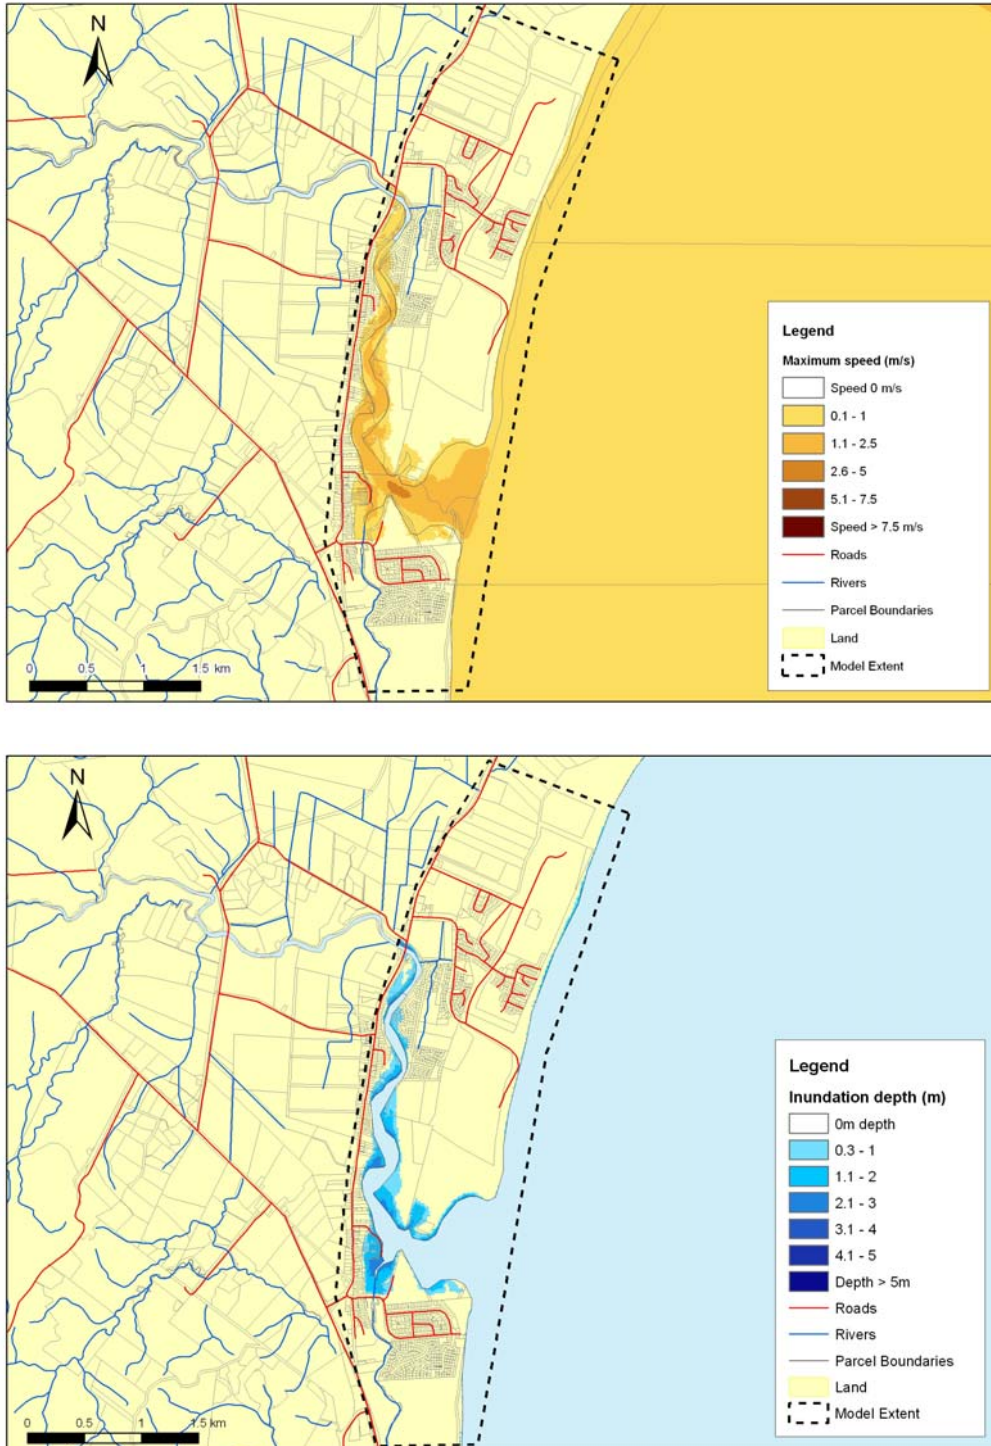 N
Legend
Maximum speed (m/s)
Speed 0 m/s
0.1 - 1
1.1 - 2.5
2.6 - 5
5.1 - 7.5
Speed > 7.5 m/s
Roads
Rivers
Parcel Boundaries
Land
Model Extent
0 0.5 1 1.5 km
N
Legend
Inundation depth (m)
0m depth
0.3 - 1
1.1 - 2
2.1 - 3
3.1 - 4
4.1 - 5
Depth > 5m
Roads
Rivers
Parcel Boundaries
Land
Model Extent
0 0.5 1 1.5 km